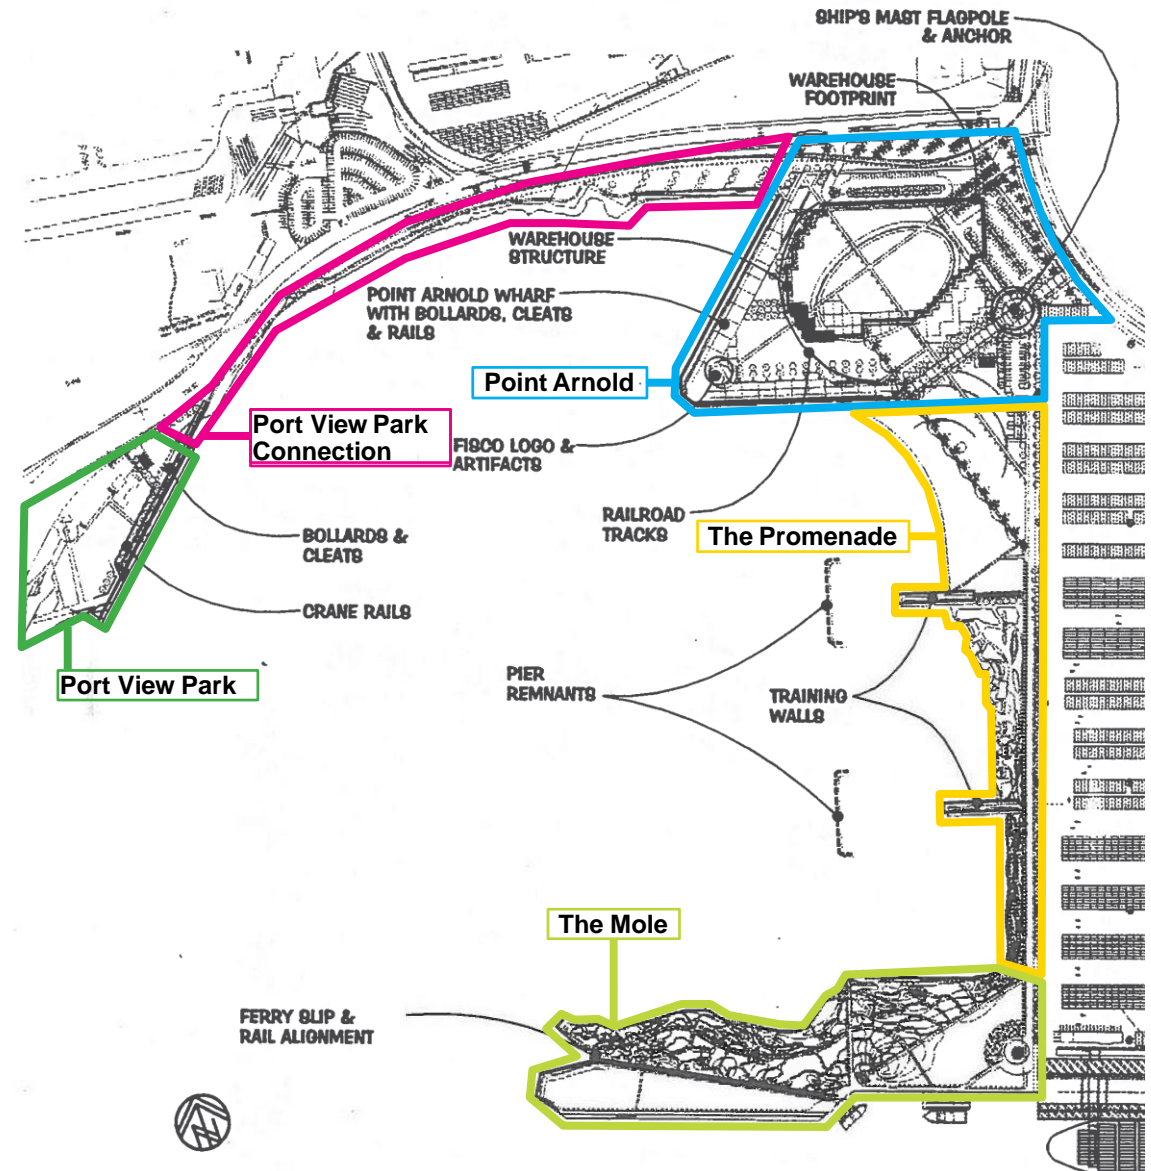 SHIP'S MAST FLAGPOLE
& ANCHOR
WAREHOUSE
FOOTPRINT
WAREHOUSE
STRUCTURE
POINT ARNOLD WHARF
WITH BOLLARDS, CLEATS
& RAILS
Point Arnold
Port View Park
Connection
FISCO LOGO &
ARTIFACTS
RAILROAD
TRACKS
The Promenade
BOLLARDS &
CLEATS
CRANE RAILS
Port View Park
PIER
REMNANTS
TRAINING
WALLS
The Mole
FERRY SLIP &
RAIL ALIGNMENT